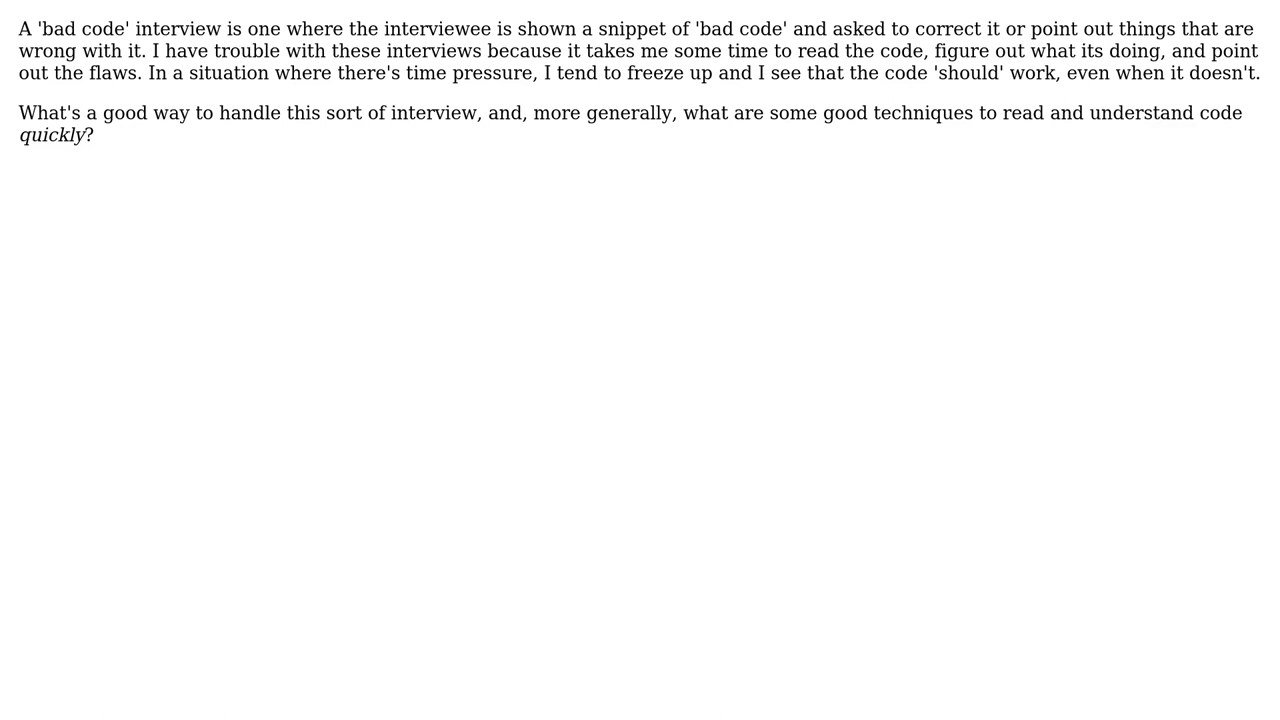 A 'bad code' interview is one where the interviewee is shown a snippet of 'bad code' and asked to correct it or point out things that are
wrong with it. I have trouble with these interviews because it takes me some time to read the code, figure out what its doing, and point
out the flaws. In a situation where there's time pressure, I tend to freeze up and I see that the code 'should' work, even when it doesn't.
What's a good way to handle this sort of interview, and, more generally, what are some good techniques to read and understand code
quickly?